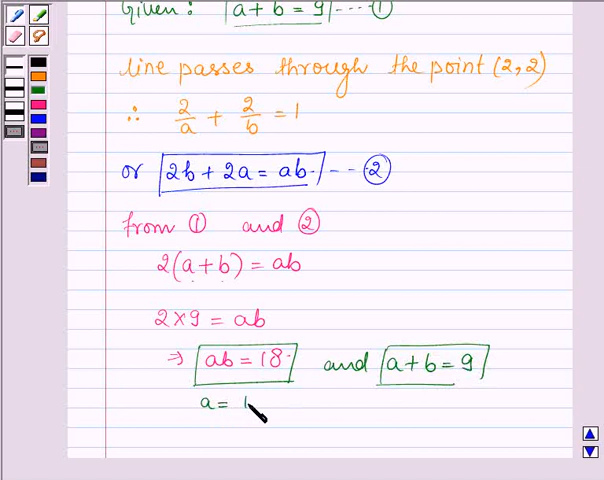 Given: a + b = 9 --- ①
line passes through the point (2, 2)
∴ 2/a + 2/b = 1
or 2b + 2a = ab. --- ②
from ① and ②
2(a + b) = ab
2 × 9 = ab
⇒ ab = 18. and a + b = 9
a = 1